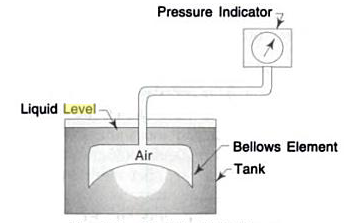 Pressure Indicator
Liquid Level
Air
Bellows Element
Tank